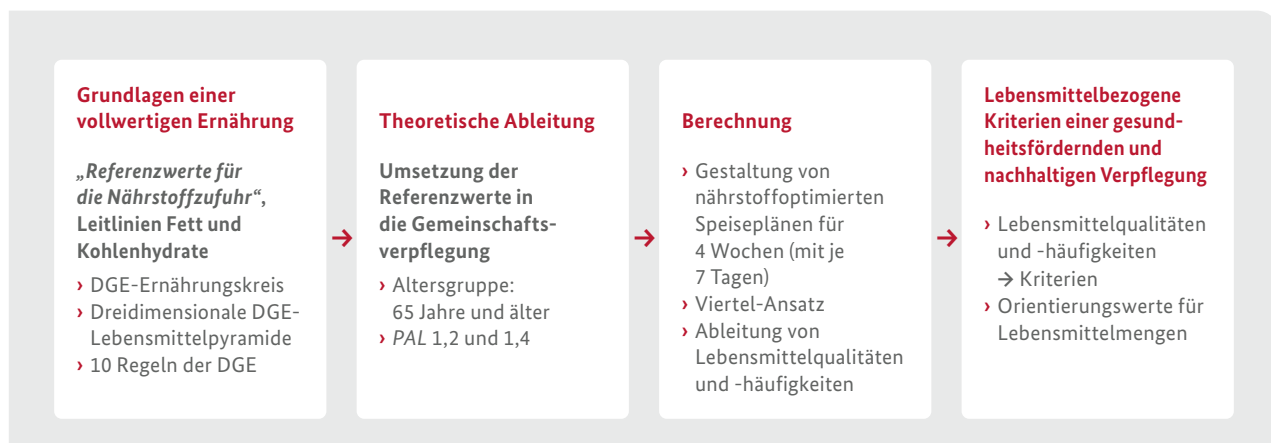 Grundlagen einer
vollwertigen Ernährung
„Referenzwerte für
die Nährstoffzufuhr“,
Leitlinien Fett und
Kohlenhydrate
› DGE-Ernährungskreis
› Dreidimensionale DGE-
Lebensmittelpyramide
› 10 Regeln der DGE
→
Theoretische Ableitung
Umsetzung der
Referenzwerte in
die Gemeinschafts-
verpflegung
› Altersgruppe:
65 Jahre und älter
› PAL 1,2 und 1,4
→
Berechnung
› Gestaltung von
nährstoffoptimierten
Speiseplänen für
4 Wochen (mit je
7 Tagen)
› Viertel-Ansatz
› Ableitung von
Lebensmittelqualitäten
und -häufigkeiten
→
Lebensmittelbezogene
Kriterien einer gesund-
heitsfördernden und
nachhaltigen Verpflegung
› Lebensmittelqualitäten
und -häufigkeiten
→ Kriterien
› Orientierungswerte für
Lebensmittelmengen